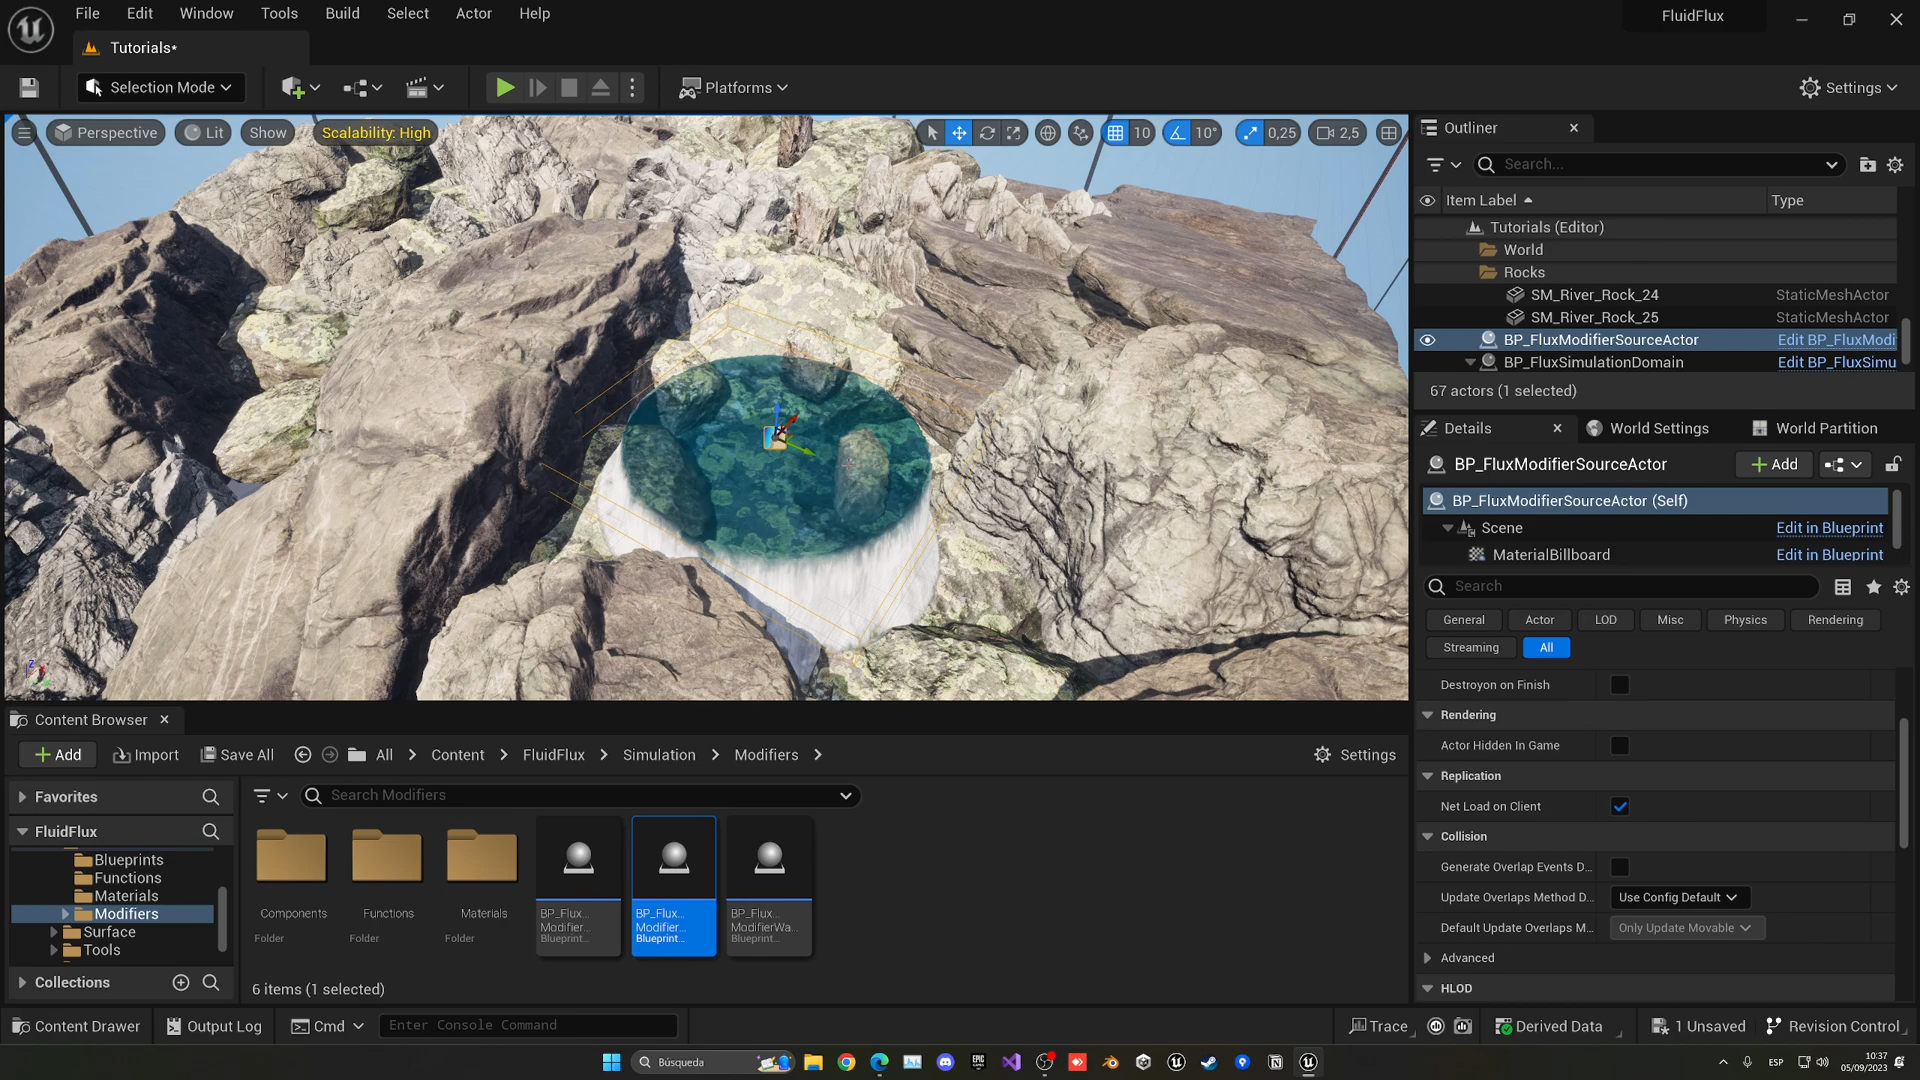 File Edit Window Tools Build Select Actor Help
FluidFlux
Tutorials*
Selection Mode
Platforms
Settings
Perspective Lit Show Scalability: High
10 10° 0,25 2,5
Outliner
Search...
Item Label Type
Tutorials (Editor)
World
Rocks
SM_River_Rock_24 StaticMeshActor
SM_River_Rock_25 StaticMeshActor
BP_FluxModifierSourceActor Edit BP_FluxModi
BP_FluxSimulationDomain Edit BP_FluxSimu
67 actors (1 selected)
Details World Settings World Partition
BP_FluxModifierSourceActor Add
BP_FluxModifierSourceActor (Self)
Scene Edit in Blueprint
MaterialBillboard Edit in Blueprint
Search
General Actor LOD Misc Physics Rendering
Streaming All
Destroyon on Finish
Rendering
Actor Hidden In Game
Replication
Net Load on Client
Collision
Generate Overlap Events D...
Update Overlaps Method D... Use Config Default
Default Update Overlaps M... Only Update Movable
Advanced
HLOD
Content Browser
Add Import Save All All Content FluidFlux Simulation Modifiers Settings
Favorites
Search Modifiers
FluidFlux
Blueprints
Functions
Materials
Modifiers
Surface
Tools
Collections
Components
Folder
Functions
Folder
Materials
Folder
BP_Flux...
Modifier...
Blueprint...
BP_Flux...
Modifier...
Blueprint...
BP_Flux...
ModifierWa...
Blueprint...
6 items (1 selected)
Content Drawer Output Log Cmd Enter Console Command Trace Derived Data 1 Unsaved Revision Control
Búsqueda
ESP
10:37
05/09/2023